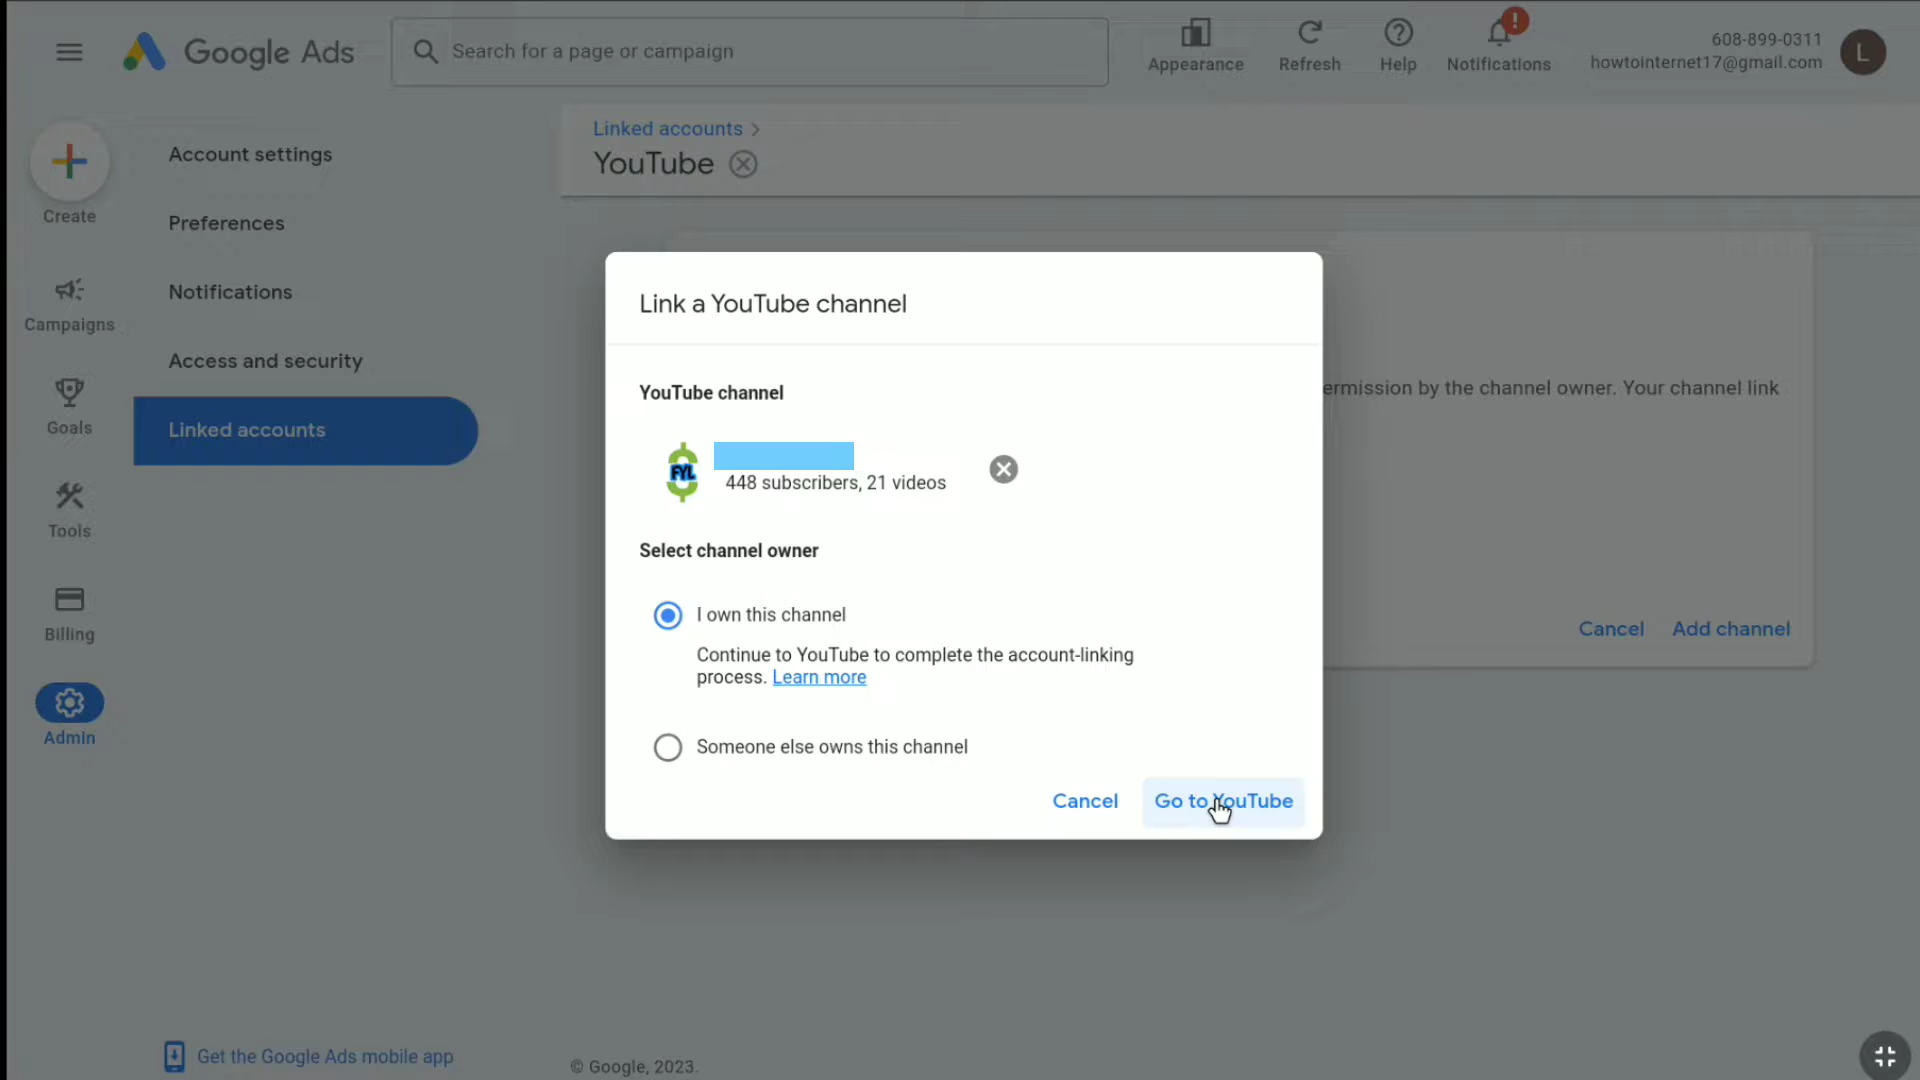 Google Ads
Search for a page or campaign
Appearance
Refresh
Help
!
Notifications
608-899-0311
howtointernet17@gmail.com
L
Create
Campaigns
Goals
Tools
Billing
Admin
Account settings
Preferences
Notifications
Access and security
Linked accounts
Linked accounts >
YouTube
ermission by the channel owner. Your channel link
Cancel
Add channel
Link a YouTube channel
YouTube channel
FYL
448 subscribers, 21 videos
Select channel owner
I own this channel
Continue to YouTube to complete the account-linking
process. Learn more
Someone else owns this channel
Cancel
Go to YouTube
Get the Google Ads mobile app
© Google, 2023.